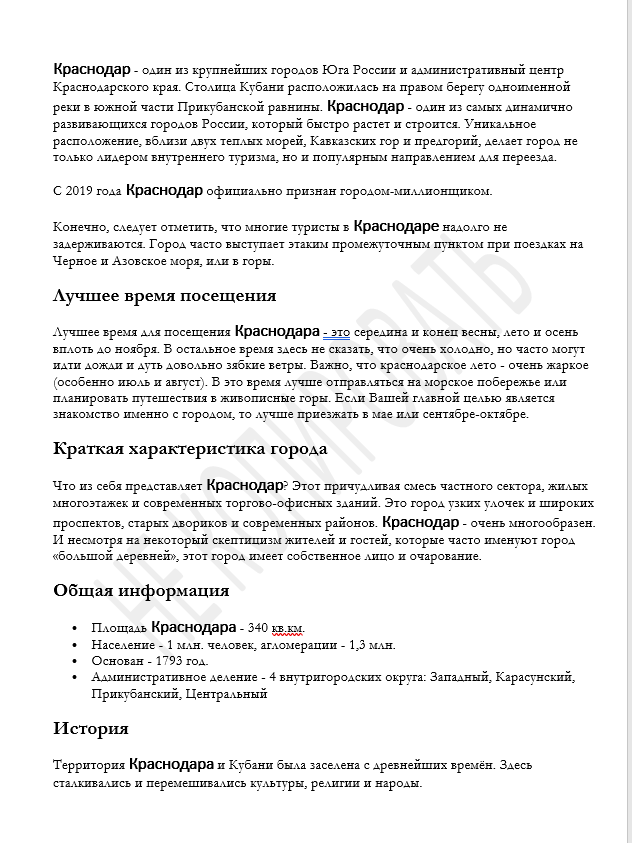 Краснодар - один из крупнейших городов Юга России и административный центр
Краснодарского края. Столица Кубани расположилась на правом берегу одноименной
реки в южной части Прикубанской равнины. Краснодар - один из самых динамично
развивающихся городов России, который быстро растет и строится. Уникальное
расположение, вблизи двух теплых морей, Кавказских гор и предгорий, делает город не
только лидером внутреннего туризма, но и популярным направлением для переезда.
С 2019 года Краснодар официально признан городом-миллионщиком.
Конечно, следует отметить, что многие туристы в Краснодаре надолго не
задерживаются. Город часто выступает этаким промежуточным пунктом при поездках на
Черное и Азовское моря, или в горы.
Лучшее время посещения
Лучшее время для посещения Краснодара - это середина и конец весны, лето и осень
вплоть до ноября. В остальное время здесь не сказать, что очень холодно, но часто могут
идти дожди и дуть довольно зябкие ветры. Важно, что краснодарское лето - очень жаркое
(особенно июль и август). В это время лучше отправляться на морское побережье или
планировать путешествия в живописные горы. Если Вашей главной целью является
знакомство именно с городом, то лучше приезжать в мае или сентябре-октябре.
Краткая характеристика города
Что из себя представляет Краснодар? Этот причудливая смесь частного сектора, жилых
многоэтажек и современных торгово-офисных зданий. Это город узких улочек и широких
проспектов, старых двориков и современных районов. Краснодар - очень многообразен.
И несмотря на некоторый скептицизм жителей и гостей, которые часто именуют город
«большой деревней», этот город имеет собственное лицо и очарование.
Общая информация
• Площадь Краснодара - 340 кв.км.
• Население - 1 млн. человек, агломерации - 1,3 млн.
• Основан - 1793 год.
• Административное деление - 4 внутригородских округа: Западный, Карасунский,
Прикубанский, Центральный
История
Территория Краснодара и Кубани была заселена с древнейших времён. Здесь
сталкивались и перемешивались культуры, религии и народы.
НЕ КОПИРОВАТЬ